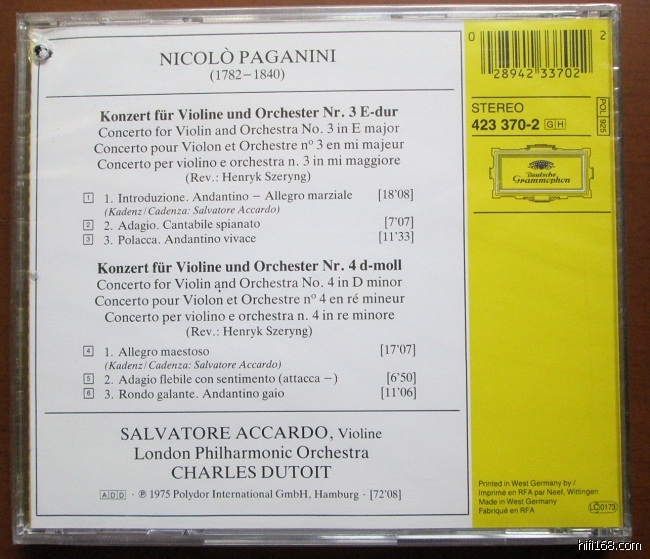 NICOLÒ PAGANINI
(1782–1840)
Konzert für Violine und Orchester Nr. 3 E-dur
Concerto for Violin and Orchestra No. 3 in E major
Concerto pour Violon et Orchestre nº 3 en mi majeur
Concerto per violino e orchestra n. 3 in mi maggiore
(Rev.: Henryk Szeryng)
1 1. Introduzione. Andantino – Allegro marziale [18'08]
(Kadenz/Cadenza: Salvatore Accardo)
2 2. Adagio. Cantabile spianato [7'07]
3 3. Polacca. Andantino vivace [11'33]
Konzert für Violine und Orchester Nr. 4 d-moll
Concerto for Violin and Orchestra No. 4 in D minor
Concerto pour Violon et Orchestre nº 4 en ré mineur
Concerto per violino e orchestra n. 4 in re minore
(Rev.: Henryk Szeryng)
4 1. Allegro maestoso [17'07]
(Kadenz/Cadenza: Salvatore Accardo)
5 2. Adagio flebile con sentimento (attacca –) [6'50]
6 3. Rondo galante. Andantino gaio [11'06]
SALVATORE ACCARDO, Violine
London Philharmonic Orchestra
CHARLES DUTOIT
ADD · ℗ 1975 Polydor International GmbH, Hamburg · [72'08]
0 28942 33702 2
STEREO
423 370-2 GH
POL 925
Deutsche
Grammophon
Printed in West Germany by/
Imprimé en RFA par Neef, Wittingen
Made in West Germany
Fabriqué en RFA
LC 0173
hifi168.com